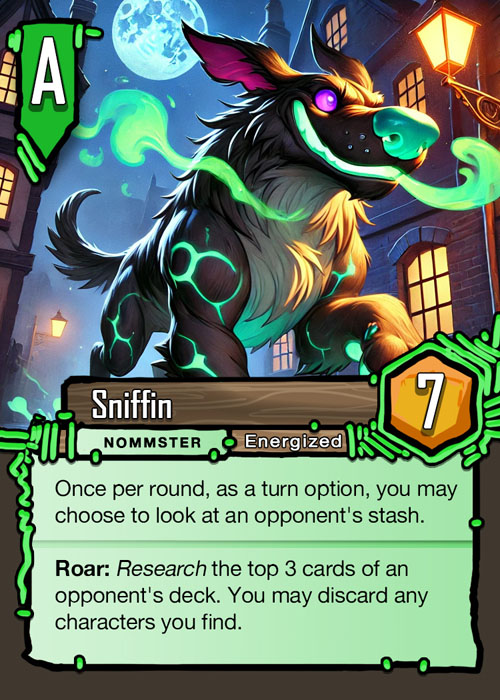 A
Sniffin
7
NOMMSTER
Energized
Once per round, as a turn option, you may
choose to look at an opponent's stash.
Roar: Research the top 3 cards of an
opponent's deck. You may discard any
characters you find.